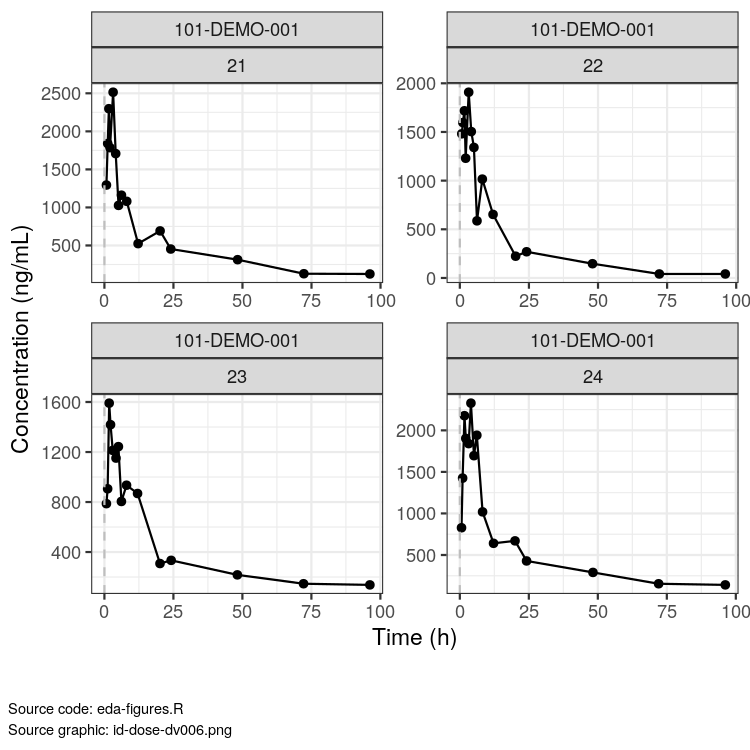 101-DEMO-001 101-DEMO-001
21 22
2500 2000
2000 1500
1500 1000
1000 500
500 0
0 25 50 75 100 0 25 50 75 100
101-DEMO-001 101-DEMO-001
23 24
1600 2000
1200 1500
800 1000
400 500
0 25 50 75 100 0 25 50 75 100
Concentration (ng/mL)
Time (h)
Source code: eda-figures.R
Source graphic: id-dose-dv006.png